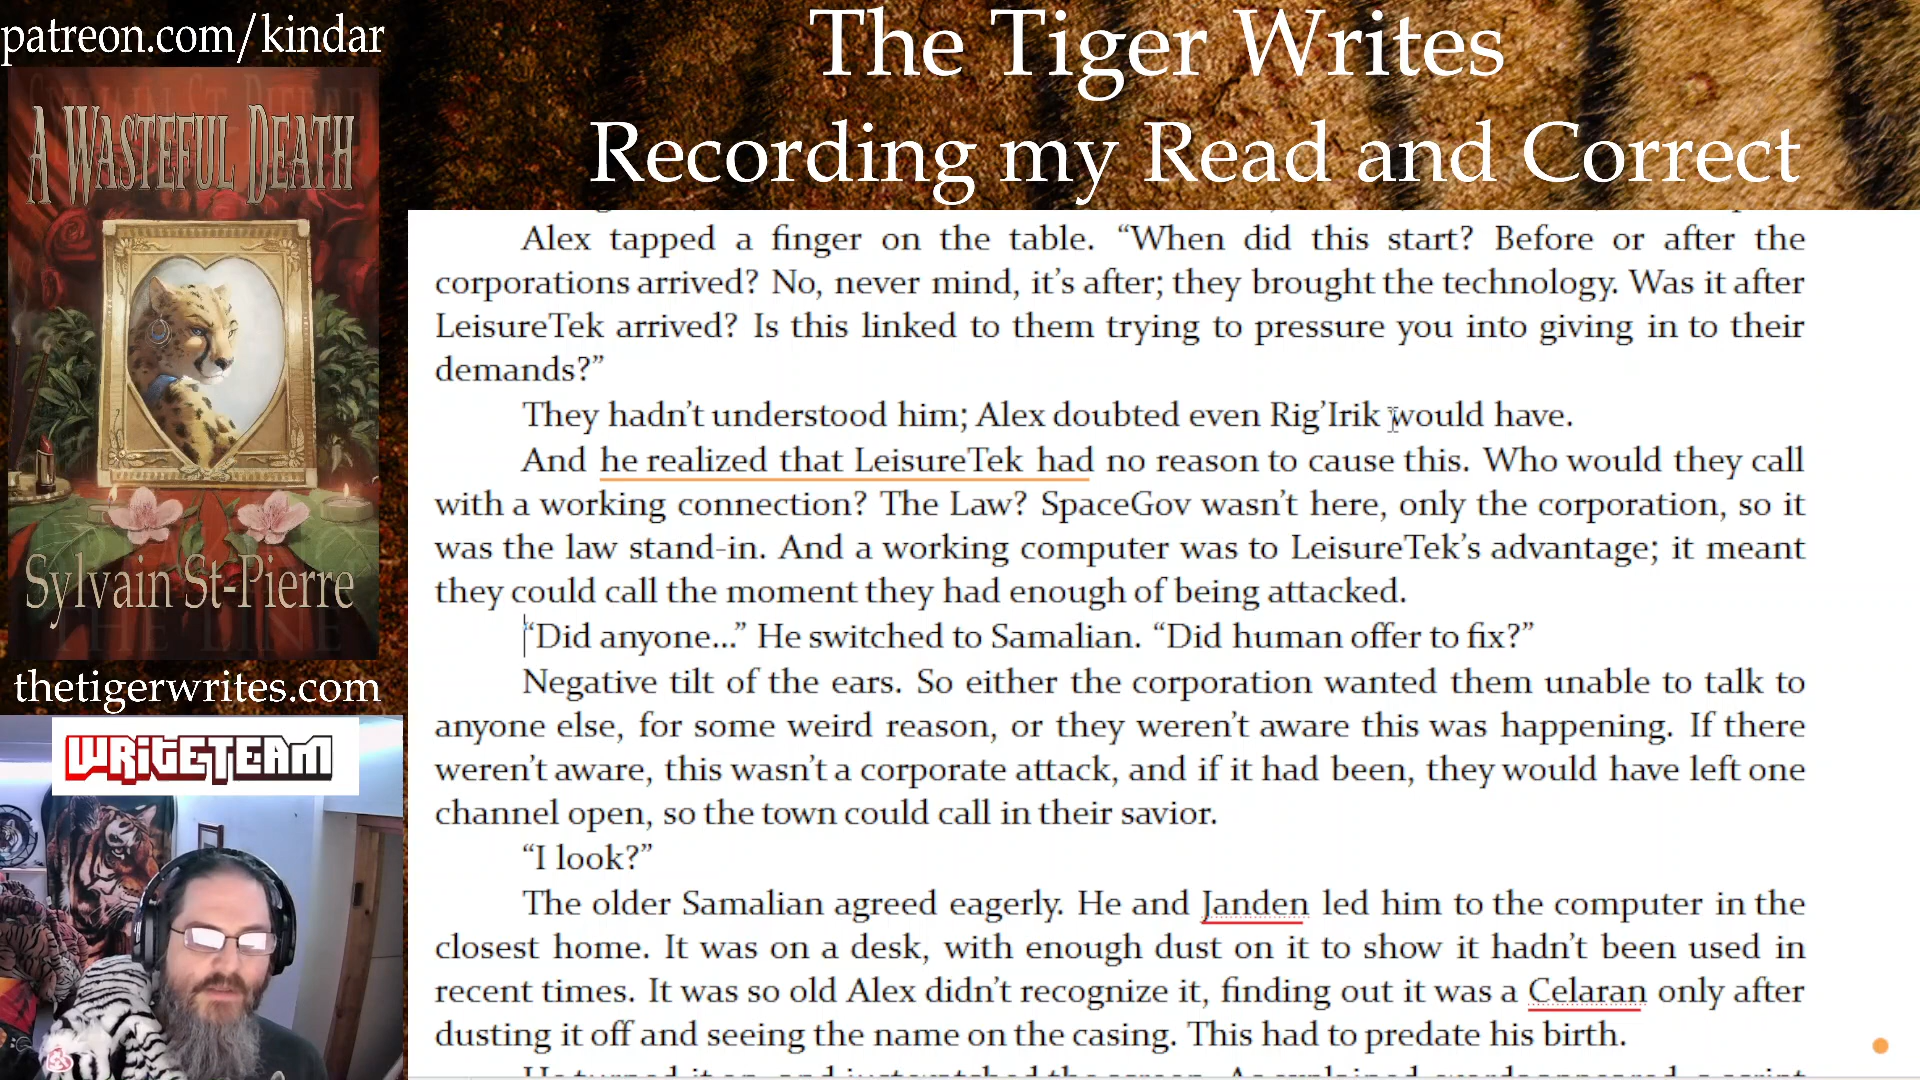 patreon.com/kindar
The Tiger Writes
Recording my Read and Correct
A WASTEFUL DEATH
Sylvain St-Pierre
thetigerwrites.com
WRITETEAM
Alex tapped a finger on the table. “When did this start? Before or after the
corporations arrived? No, never mind, it’s after; they brought the technology. Was it after
LeisureTek arrived? Is this linked to them trying to pressure you into giving in to their
demands?”
They hadn’t understood him; Alex doubted even Rig’Irik would have.
And he realized that LeisureTek had no reason to cause this. Who would they call
with a working connection? The Law? SpaceGov wasn’t here, only the corporation, so it
was the law stand-in. And a working computer was to LeisureTek’s advantage; it meant
they could call the moment they had enough of being attacked.
“Did anyone…” He switched to Samalian. “Did human offer to fix?”
Negative tilt of the ears. So either the corporation wanted them unable to talk to
anyone else, for some weird reason, or they weren’t aware this was happening. If there
weren’t aware, this wasn’t a corporate attack, and if it had been, they would have left one
channel open, so the town could call in their savior.
“I look?”
The older Samalian agreed eagerly. He and Janden led him to the computer in the
closest home. It was on a desk, with enough dust on it to show it hadn’t been used in
recent times. It was so old Alex didn’t recognize it, finding out it was a Celaran only after
dusting it off and seeing the name on the casing. This had to predate his birth.